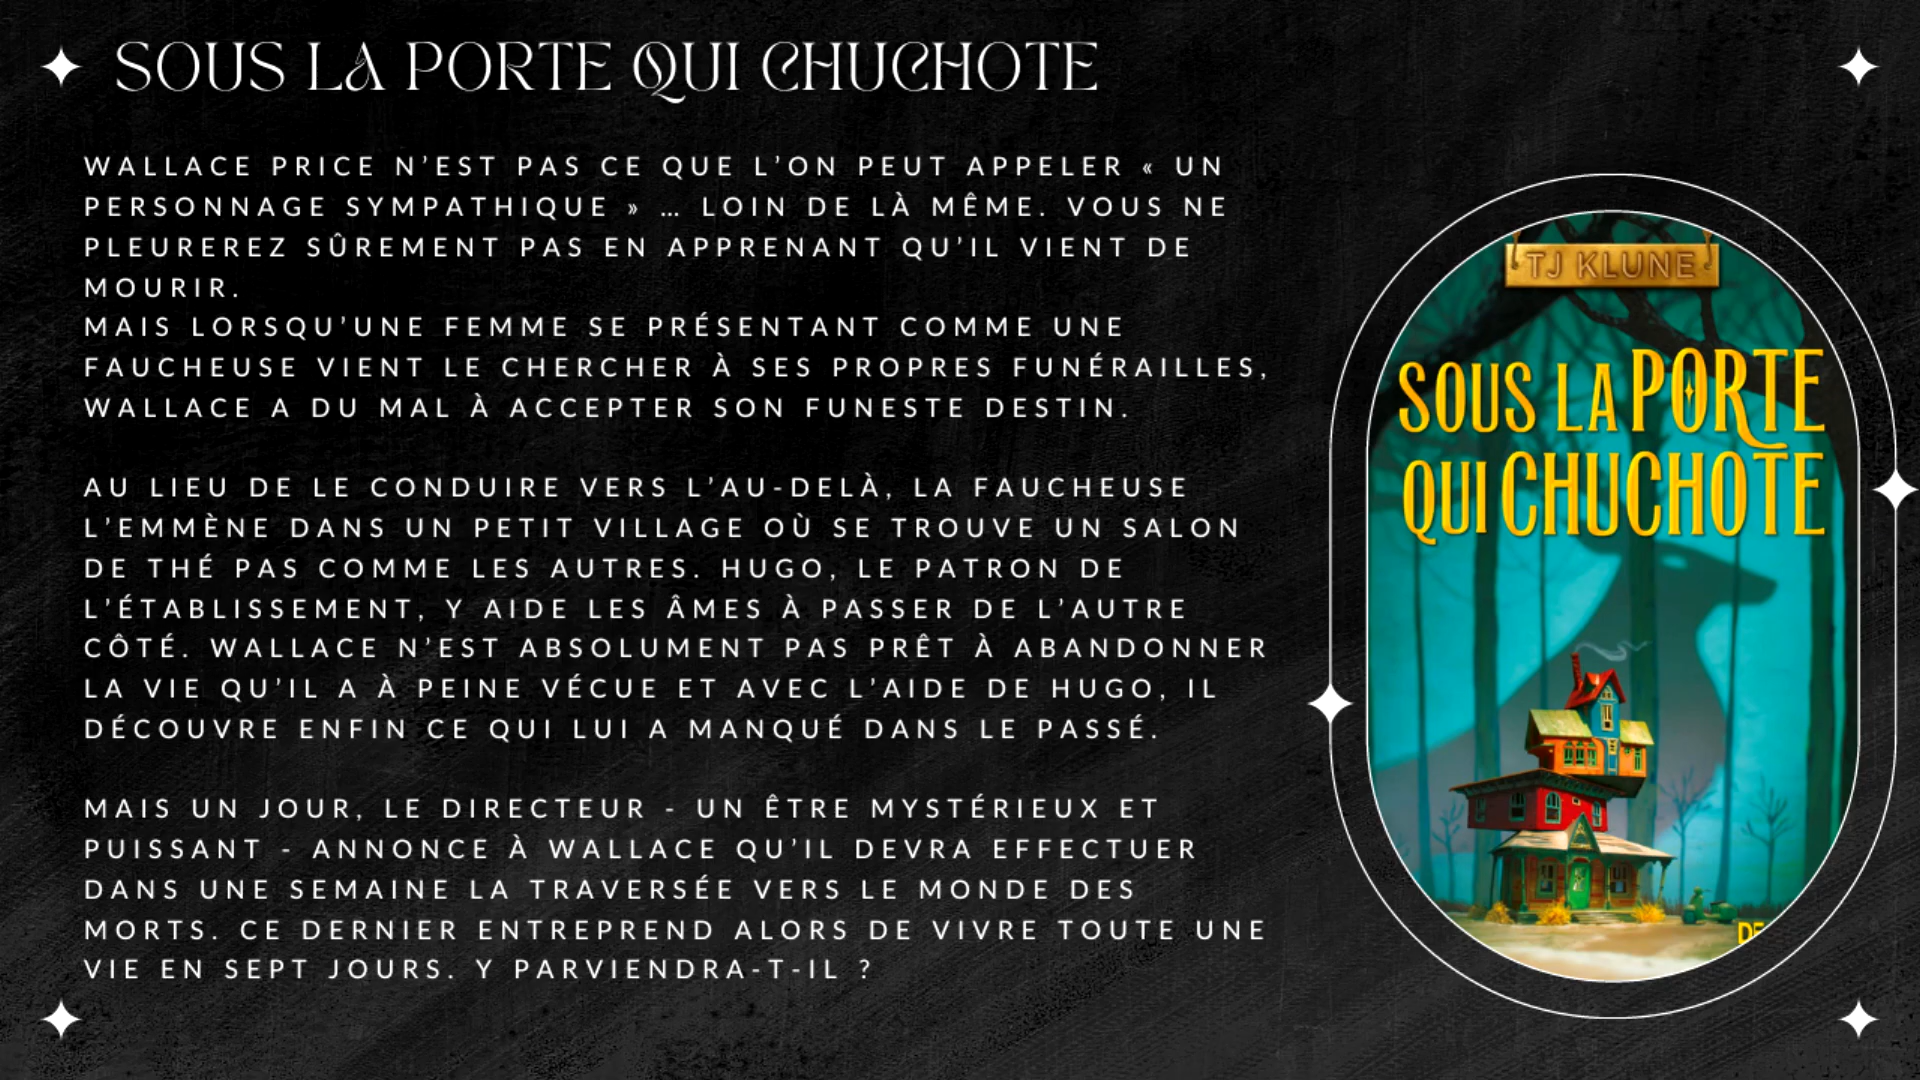 SOUS LA PORTE QUI CHUCHOTE
WALLACE PRICE N’EST PAS CE QUE L’ON PEUT APPELER « UN
PERSONNAGE SYMPATHIQUE » … LOIN DE LÀ MÊME. VOUS NE
PLEUREREZ SÛREMENT PAS EN APPRENANT QU’IL VIENT DE
MOURIR.
MAIS LORSQU’UNE FEMME SE PRÉSENTANT COMME UNE
FAUCHEUSE VIENT LE CHERCHER À SES PROPRES FUNÉRAILLES,
WALLACE A DU MAL À ACCEPTER SON FUNESTE DESTIN.
AU LIEU DE LE CONDUIRE VERS L’AU-DELÀ, LA FAUCHEUSE
L’EMMÈNE DANS UN PETIT VILLAGE OÙ SE TROUVE UN SALON
DE THÉ PAS COMME LES AUTRES. HUGO, LE PATRON DE
L’ÉTABLISSEMENT, Y AIDE LES ÂMES À PASSER DE L’AUTRE
CÔTÉ. WALLACE N’EST ABSOLUMENT PAS PRÊT À ABANDONNER
LA VIE QU’IL A À PEINE VÉCUE ET AVEC L’AIDE DE HUGO, IL
DÉCOUVRE ENFIN CE QUI LUI A MANQUÉ DANS LE PASSÉ.
MAIS UN JOUR, LE DIRECTEUR - UN ÊTRE MYSTÉRIEUX ET
PUISSANT - ANNONCE À WALLACE QU’IL DEVRA EFFECTUER
DANS UNE SEMAINE LA TRAVERSÉE VERS LE MONDE DES
MORTS. CE DERNIER ENTREPREND ALORS DE VIVRE TOUTE UNE
VIE EN SEPT JOURS. Y PARVIENDRA-T-IL ?
TJ KLUNE
SOUS LA PORTE
QUI CHUCHOTE